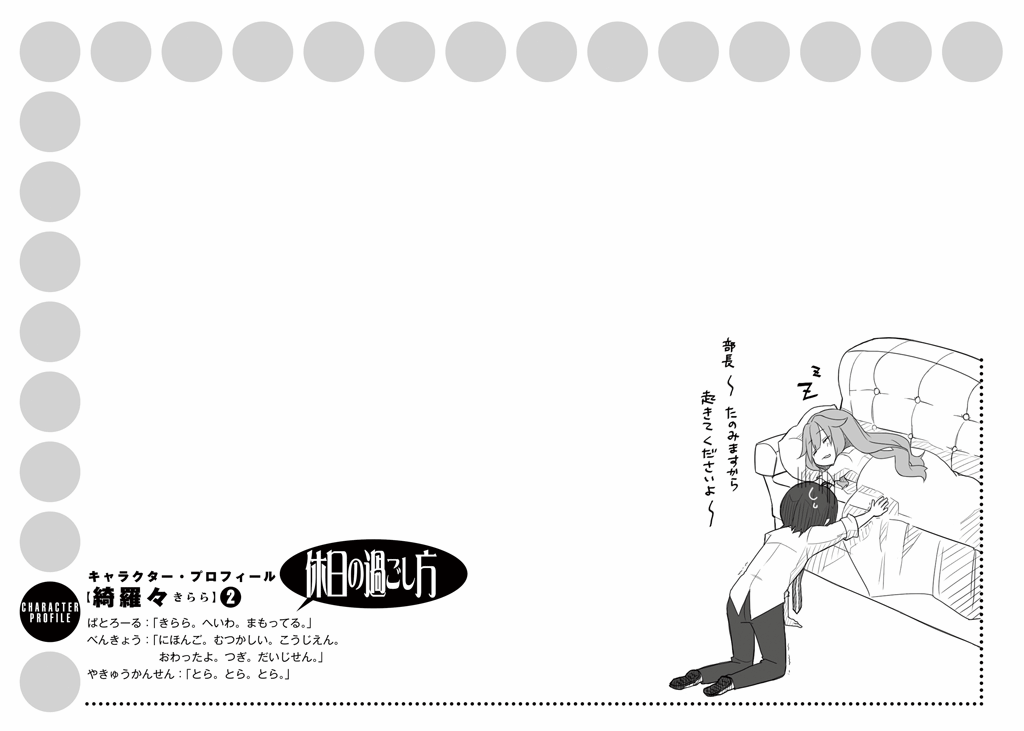 部長～たのみますから
起きてくださいよ～
zzZ
休日の過ごし方
キャラクター・プロフィール
【綺羅々きらら】2
CHARACTER
PROFILE
ぱとろーる：「きらら。へいわ。まもってる。」
べんきょう：「にほんご。むつかしい。こうじえん。
おわったよ。つぎ。だいじせん。」
やきゅうかんせん：「とら。とら。とら。」